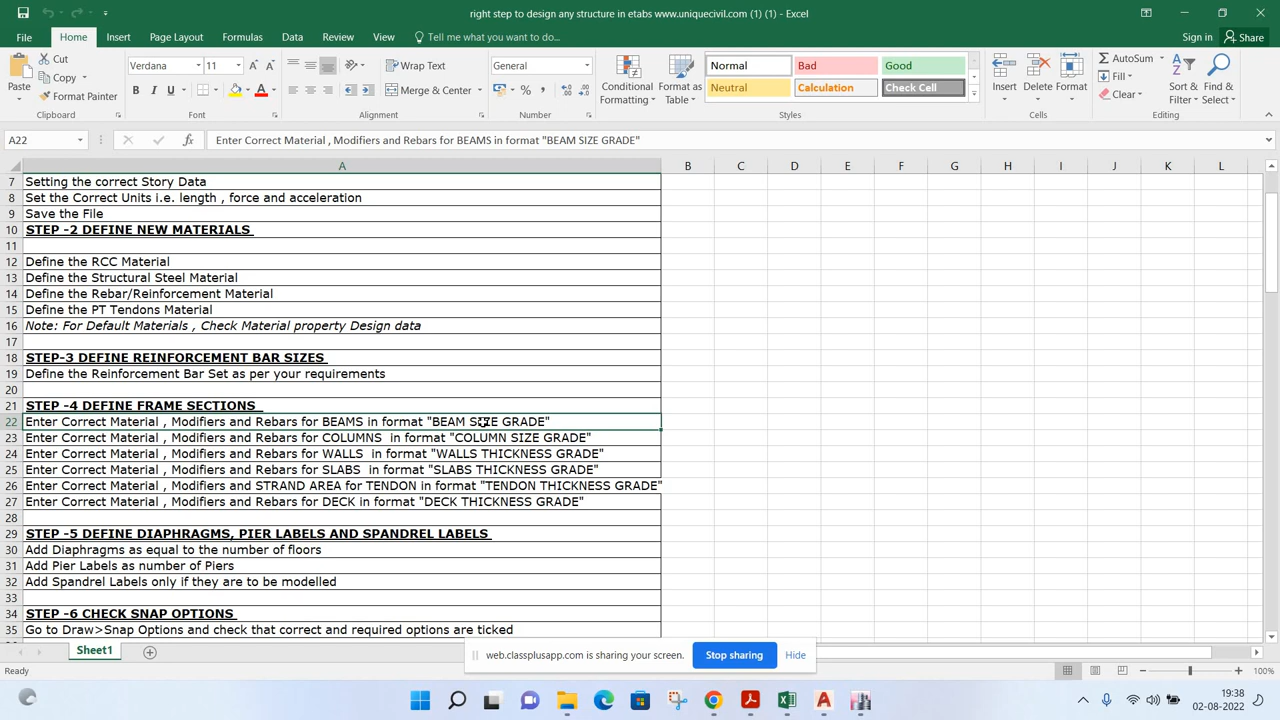 right step to design any structure in etabs www.uniquecivil.com (1) (1) - Excel
File Home Insert Page Layout Formulas Data Review View Tell me what you want to do... Sign in Share
Paste Cut Copy Format Painter Clipboard
Verdana 11 A A B I U A Font
Wrap Text Merge & Center Alignment
General % , Number
Conditional Formatting Format as Table
Normal Bad Good
Neutral Calculation Check Cell
Styles
Insert Delete Format Cells
AutoSum Fill Clear Sort & Filter Find & Select Editing
A22 fx Enter Correct Material , Modifiers and Rebars for BEAMS in format "BEAM SIZE GRADE"
A B C D E F G H I J K L
7 Setting the correct Story Data
8 Set the Correct Units i.e. length , force and acceleration
9 Save the File
10 STEP -2 DEFINE NEW MATERIALS
11
12 Define the RCC Material
13 Define the Structural Steel Material
14 Define the Rebar/Reinforcement Material
15 Define the PT Tendons Material
16 Note: For Default Materials , Check Material property Design data
17
18 STEP-3 DEFINE REINFORCEMENT BAR SIZES
19 Define the Reinforcement Bar Set as per your requirements
20
21 STEP -4 DEFINE FRAME SECTIONS
22 Enter Correct Material , Modifiers and Rebars for BEAMS in format "BEAM SIZE GRADE"
23 Enter Correct Material , Modifiers and Rebars for COLUMNS in format "COLUMN SIZE GRADE"
24 Enter Correct Material , Modifiers and Rebars for WALLS in format "WALLS THICKNESS GRADE"
25 Enter Correct Material , Modifiers and Rebars for SLABS in format "SLABS THICKNESS GRADE"
26 Enter Correct Material , Modifiers and STRAND AREA for TENDON in format "TENDON THICKNESS GRADE"
27 Enter Correct Material , Modifiers and Rebars for DECK in format "DECK THICKNESS GRADE"
28
29 STEP -5 DEFINE DIAPHRAGMS, PIER LABELS AND SPANDREL LABELS
30 Add Diaphragms as equal to the number of floors
31 Add Pier Labels as number of Piers
32 Add Spandrel Labels only if they are to be modelled
33
34 STEP -6 CHECK SNAP OPTIONS
35 Go to Draw>Snap Options and check that correct and required options are ticked
Sheet1
web.classplusapp.com is sharing your screen. Stop sharing Hide
Ready 100%
19:38
02-08-2022